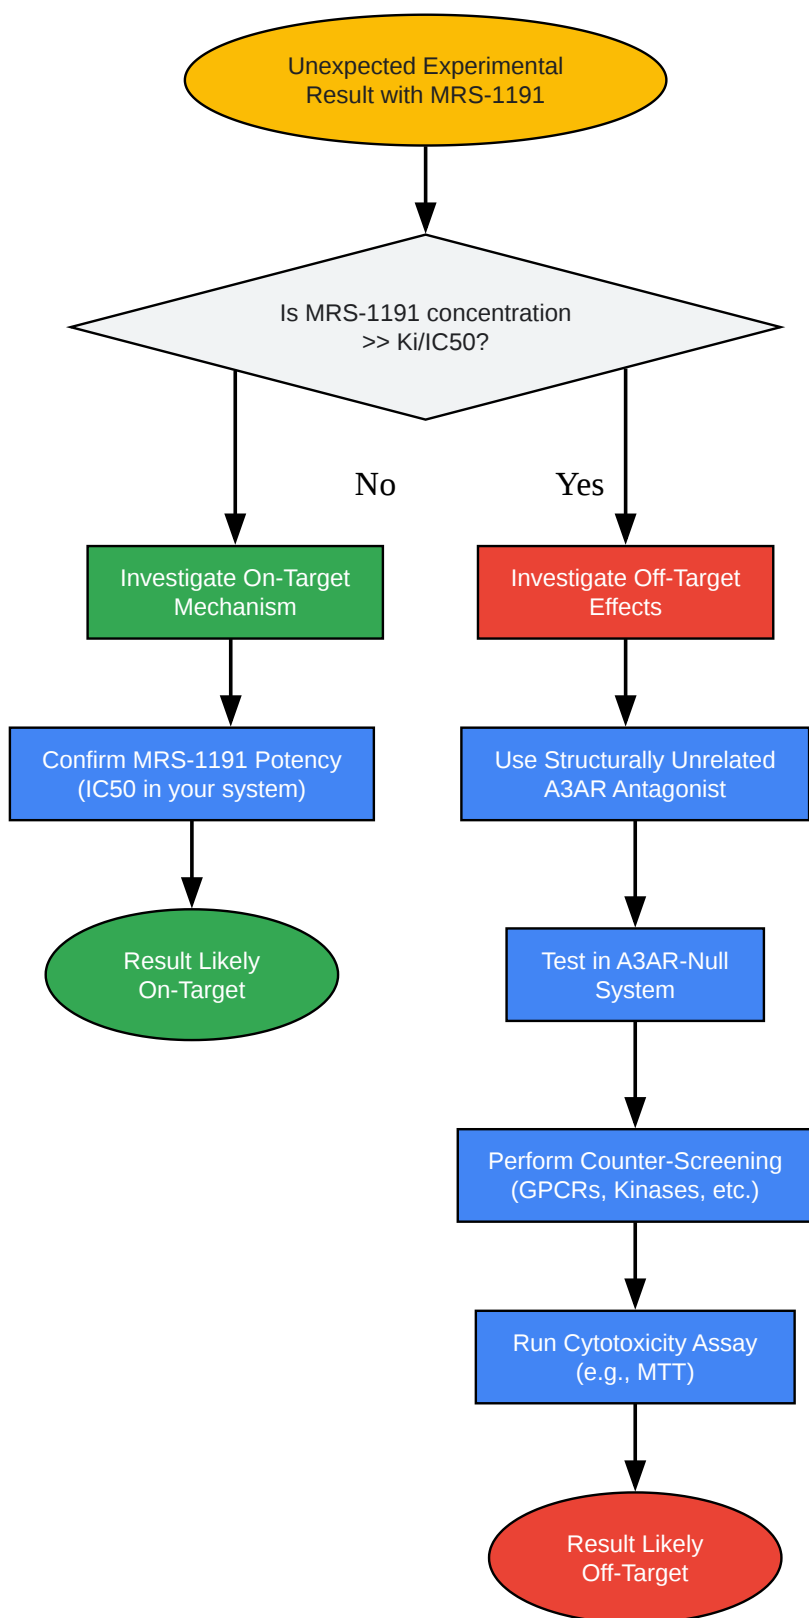 Unexpected Experimental
Result with MRS-1191
Is MRS-1191 concentration
>> Ki/IC50?
No
Yes
Investigate On-Target
Mechanism
Investigate Off-Target
Effects
Confirm MRS-1191 Potency
(IC50 in your system)
Use Structurally Unrelated
A3AR Antagonist
Result Likely
On-Target
Test in A3AR-Null
System
Perform Counter-Screening
(GPCRs, Kinases, etc.)
Run Cytotoxicity Assay
(e.g., MTT)
Result Likely
Off-Target